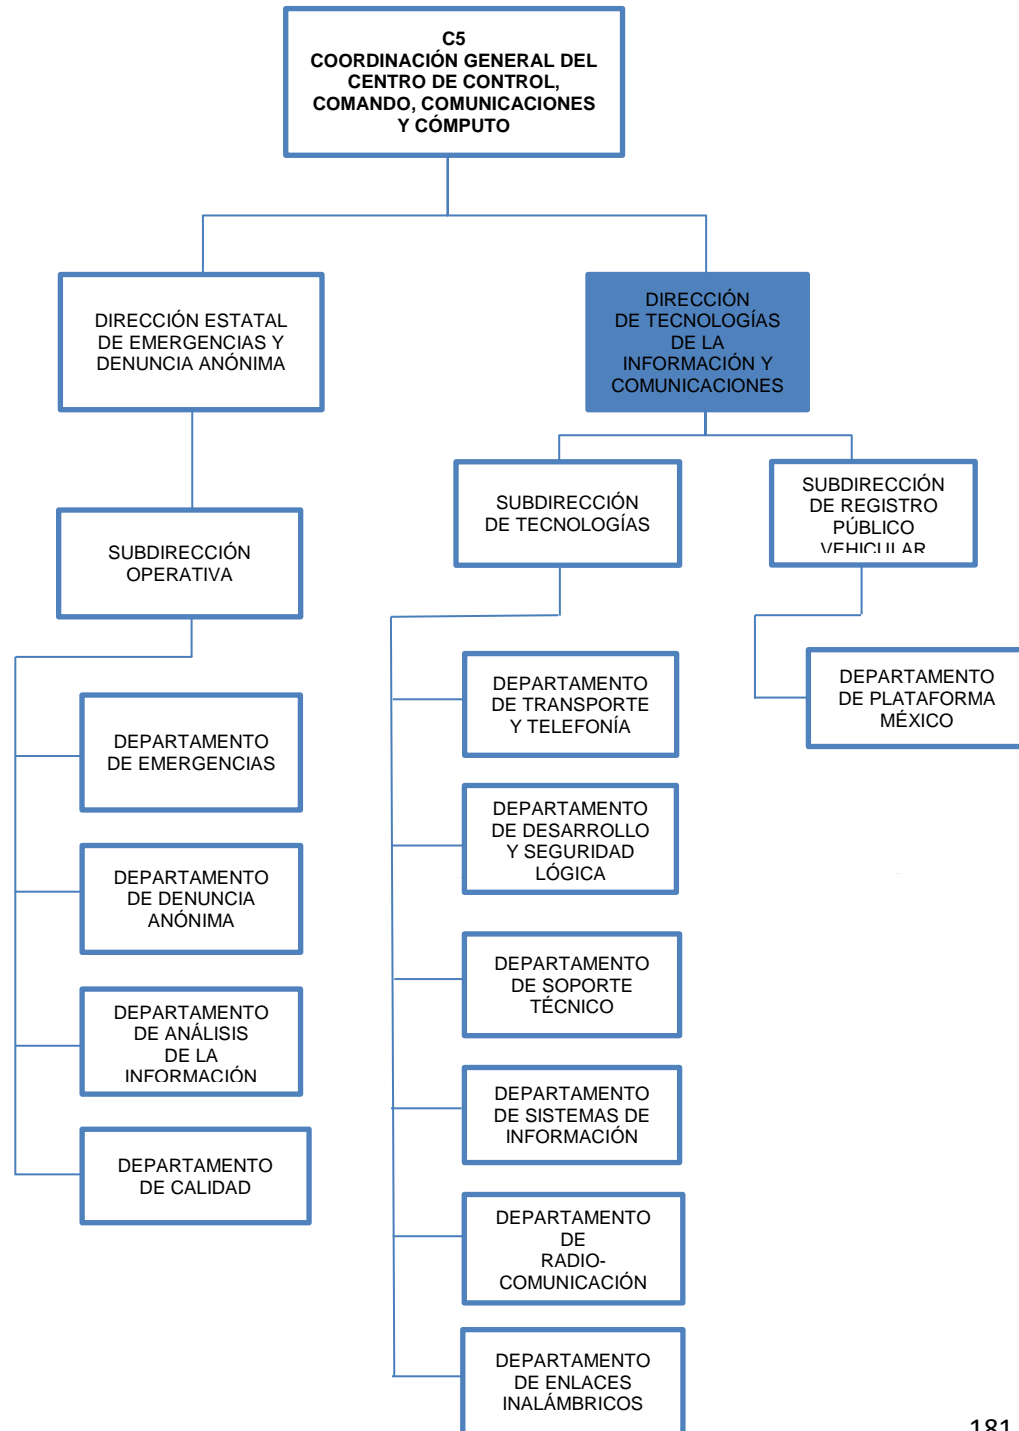 C5
COORDINACIÓN GENERAL DEL
CENTRO DE CONTROL,
COMANDO, COMUNICACIONES
Y CÓMPUTO
DIRECCIÓN ESTATAL
DE EMERGENCIAS Y
DENUNCIA ANÓNIMA
DIRECCIÓN
DE TECNOLOGÍAS
DE LA
INFORMACIÓN Y
COMUNICACIONES
SUBDIRECCIÓN
OPERATIVA
SUBDIRECCIÓN
DE TECNOLOGÍAS
SUBDIRECCIÓN
DE REGISTRO
PÚBLICO
VEHICULAR
DEPARTAMENTO
DE EMERGENCIAS
DEPARTAMENTO
DE DENUNCIA
ANÓNIMA
DEPARTAMENTO
DE ANÁLISIS
DE LA
INFORMACIÓN
DEPARTAMENTO
DE CALIDAD
DEPARTAMENTO
DE TRANSPORTE
Y TELEFONÍA
DEPARTAMENTO
DE DESARROLLO
Y SEGURIDAD
LÓGICA
DEPARTAMENTO
DE SOPORTE
TÉCNICO
DEPARTAMENTO
DE SISTEMAS DE
INFORMACIÓN
DEPARTAMENTO
DE
RADIO-
COMUNICACIÓN
DEPARTAMENTO
DE ENLACES
INALÁMBRICOS
DEPARTAMENTO
DE PLATAFORMA
MÉXICO
181